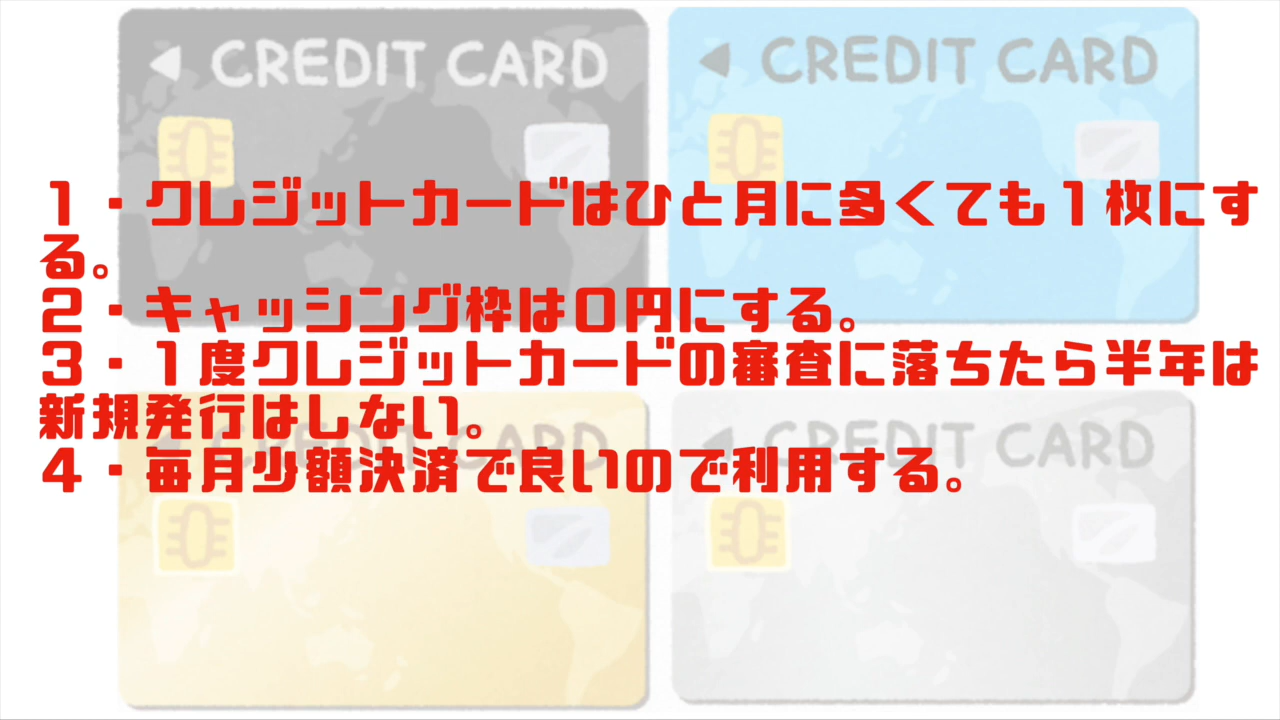 CREDIT CARD
CREDIT CARD
１・クレジットカードはひと月に多くても１枚にす
る。
２・キャッシング枠は０円にする。
３・１度クレジットカードの審査に落ちたら半年は
新規発行はしない。
CREDIT CARD
CREDIT CARD
４・毎月少額決済で良いので利用する。